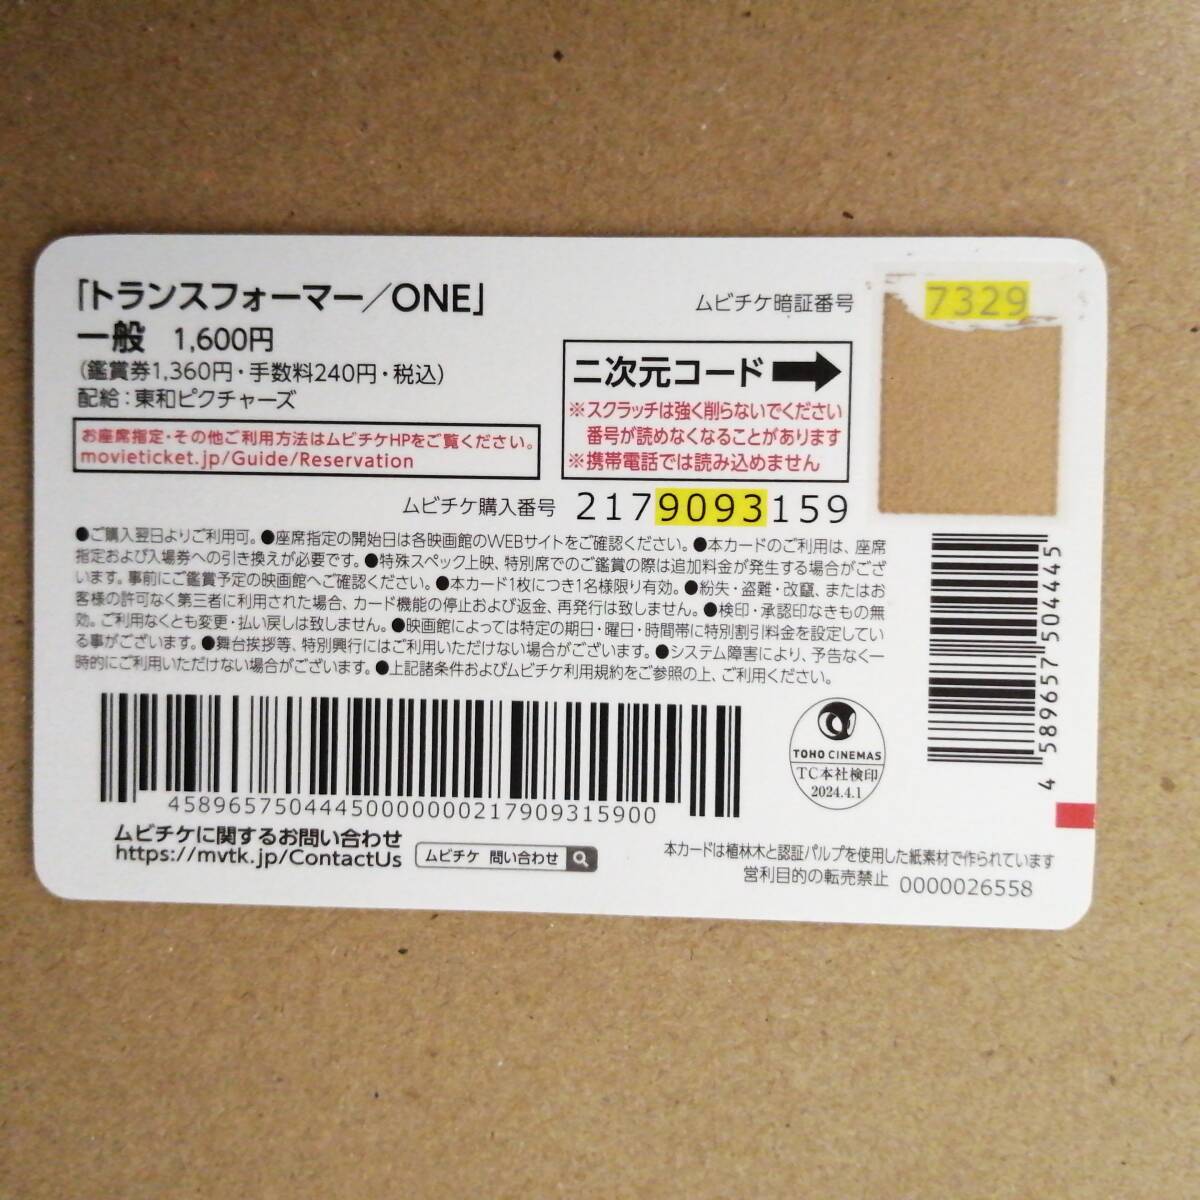 「トランスフォーマー/ONE」
一般 1,600円
(鑑賞券1,360円・手数料240円・税込)
配給:東和ピクチャーズ
お座席指定・その他ご利用方法はムビチケHPをご覧ください。
movieticket.jp/Guide/Reservation
ムビチケ暗証番号 7329
二次元コード
※スクラッチは強く削らないでください
番号が読めなくなることがあります
※携帯電話では読み込めません
ムビチケ購入番号 2179093159
●ご購入翌日よりご利用可。●座席指定の開始日は各映画館のWEBサイトをご確認ください。●本カードのご利用は、座席
指定および入場券への引き換えが必要です。●特殊スペック上映、特別席でのご鑑賞の際は追加料金が発生する場合がござ
います。事前にご鑑賞予定の映画館へご確認ください。●本カード1枚につき1名様限り有効。●紛失・盗難・改竄、またはお
客様の許可なく第三者に利用された場合、カード機能の停止および返金、再発行は致しません。●検印・承認印なきもの無
効。ご利用なくとも変更・払い戻しは致しません。●映画館によっては特定の期日・曜日・時間帯に特別割引料金を設定してい
る事がございます。●舞台挨拶等、特別興行にはご利用いただけない場合がございます。●システム障害により、予告なく一
時的にご利用いただけない場合がございます。●上記諸条件およびムビチケ利用規約をご参照の上、ご利用ください。
4589657504445
458965750444500000000217909315900
TOHO CINEMAS
TC本社検印
2024.4.1
ムビチケに関するお問い合わせ
https://mvtk.jp/ContactUs
ムビチケ 問い合わせ
本カードは植林木と認証パルプを使用した紙素材で作られています
営利目的の転売禁止 0000026558